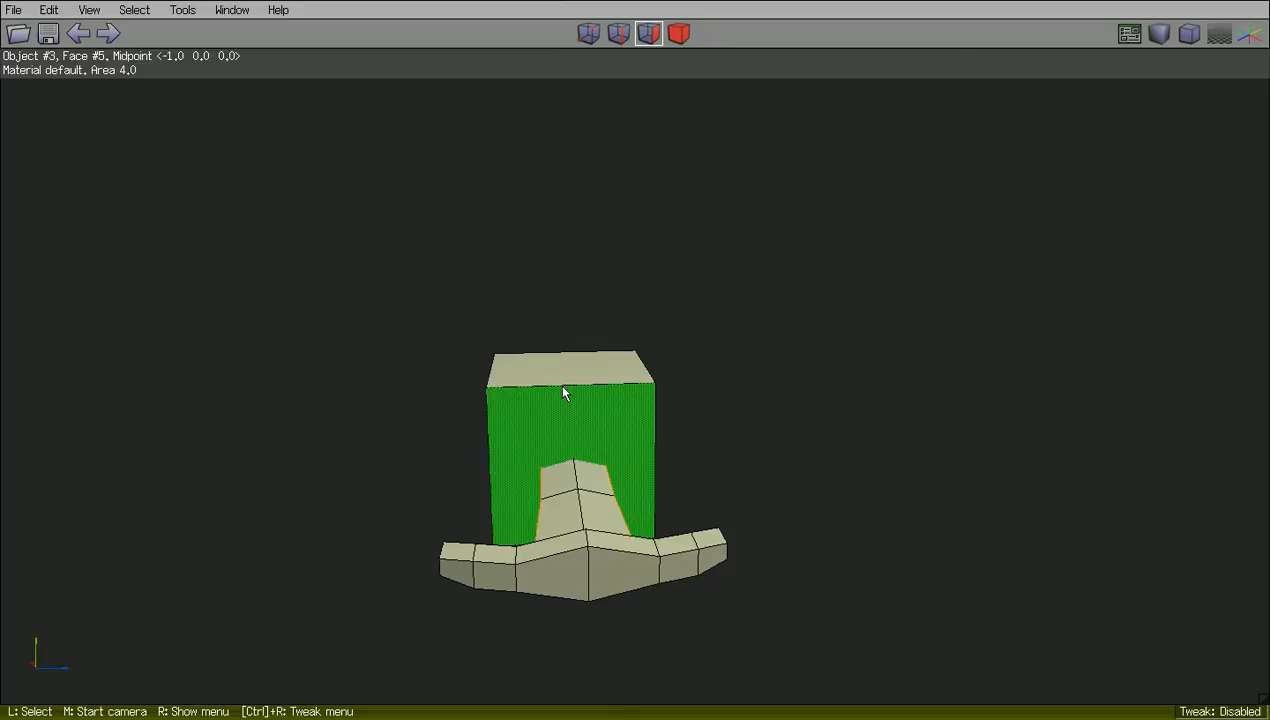 File Edit View Select Tools Window Help
Object #3, Face #5. Midpoint <-1.0 0.0 0.0>
Material default. Area 4.0
L: Select M: Start camera R: Show menu [Ctrl]+R: Tweak menu Tweak: Disabled